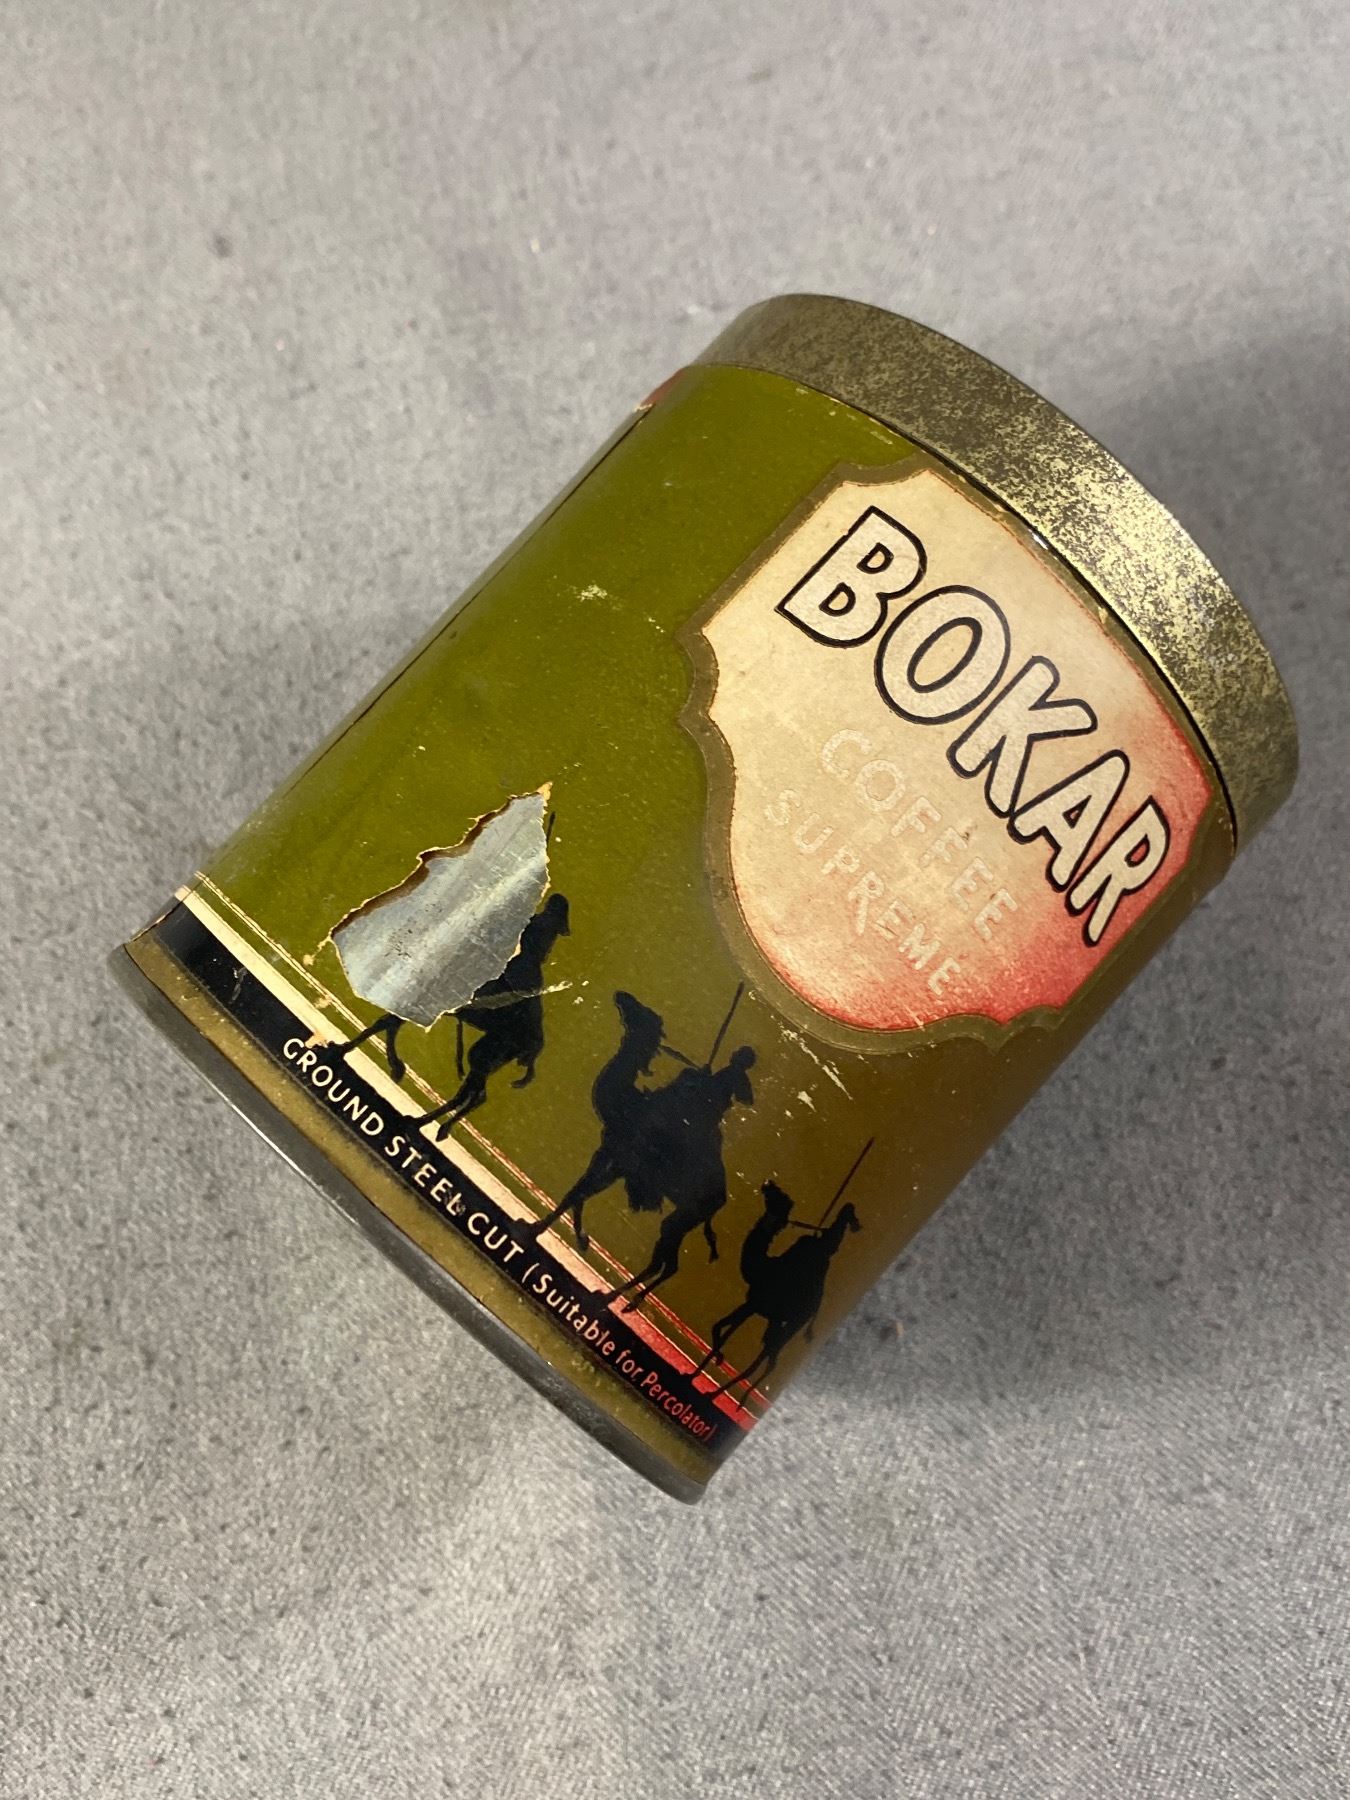 BOKAR
COFFEE
SUPREME
GROUND STEEL CUT (Suitable for Percolator)